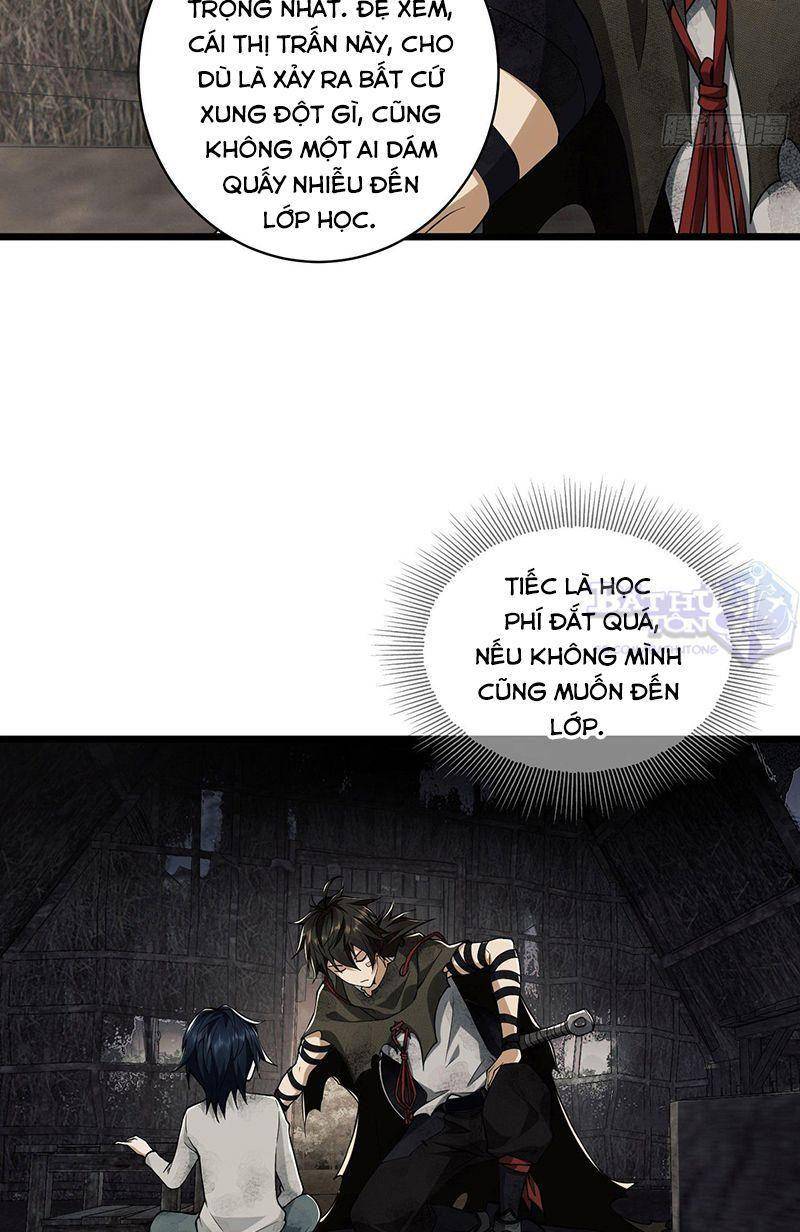 TRỌNG NHẤT. ĐỆ XEM,
CÁI THỊ TRẤN NÀY, CHO
DÙ LÀ XẢY RA BẤT CỨ
XUNG ĐỘT GÌ, CŨNG
KHÔNG MỘT AI DÁM
QUẤY NHIỄU ĐẾN
LỚP HỌC.
TIẾC LÀ HỌC
PHÍ ĐẮT QUÁ,
NẾU KHÔNG MÌNH
CŨNG MUỐN ĐẾN
LỚP.